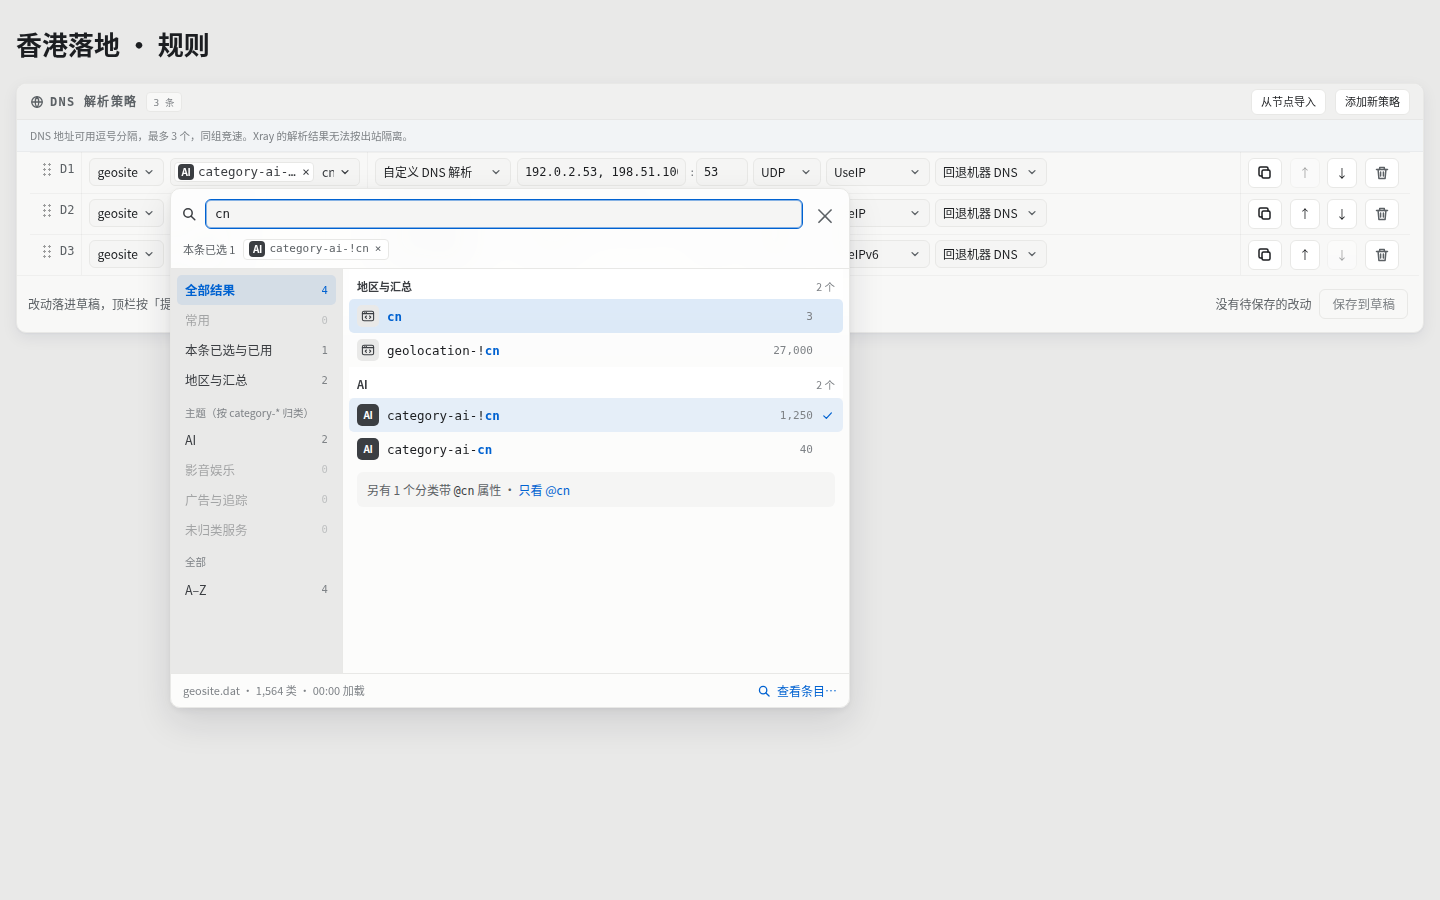 香港落地 · 规则
DNS 解析策略 3 条 从节点导入 添加新策略
DNS 地址可用逗号分隔，最多 3 个，同组竞速。Xray 的解析结果无法按出站隔离。
D1 geosite AI category-ai-… × cn 自定义 DNS 解析 192.0.2.53, 198.51.10 : 53 UDP UseIP 回退机器 DNS
D2 geosite eIP 回退机器 DNS
D3 geosite eIPv6 回退机器 DNS
改动落进草稿，顶栏按「提 没有待保存的改动 保存到草稿
cn
本条已选 1 AI category-ai-!cn ×
全部结果 4
常用 0
本条已选与已用 1
地区与汇总 2
主题（按 category-* 归类）
AI 2
影音娱乐 0
广告与追踪 0
未归类服务 0
全部
A–Z 4
地区与汇总 2 个
cn 3
geolocation-!cn 27,000
AI 2 个
AI category-ai-!cn 1,250
AI category-ai-cn 40
另有 1 个分类带 @cn 属性 · 只看 @cn
geosite.dat · 1,564 类 · 00:00 加载 查看条目…